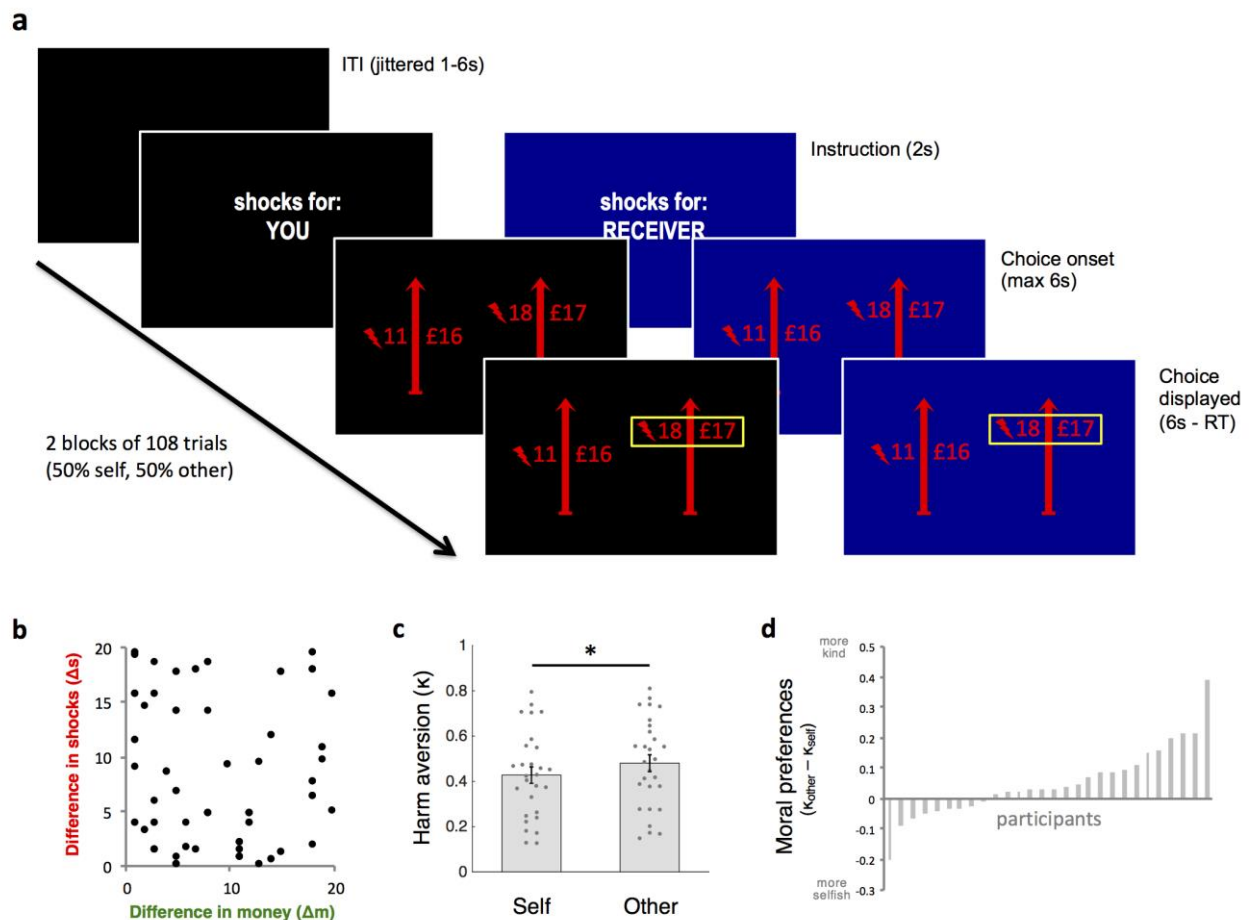 a
ITI (jittered 1-6s)
shocks for:
YOU
shocks for:
RECEIVER
Instruction (2s)
11 £16
18 £17
11 £16
18 £17
Choice onset
(max 6s)
11 £16
18 £17
11 £16
18 £17
Choice
displayed
(6s - RT)
2 blocks of 108 trials
(50% self, 50% other)
b
Difference in shocks (Δs)
20
15
10
5
0
0 10 20
Difference in money (Δm)
c
Harm aversion (κ)
1
0.8
0.6
0.4
0.2
0
*
Self Other
d
Moral preferences
(κother – κself)
more
kind
0.5
0.4
0.3
0.2
0.1
0
-0.1
-0.2
-0.3
more
selfish
participants